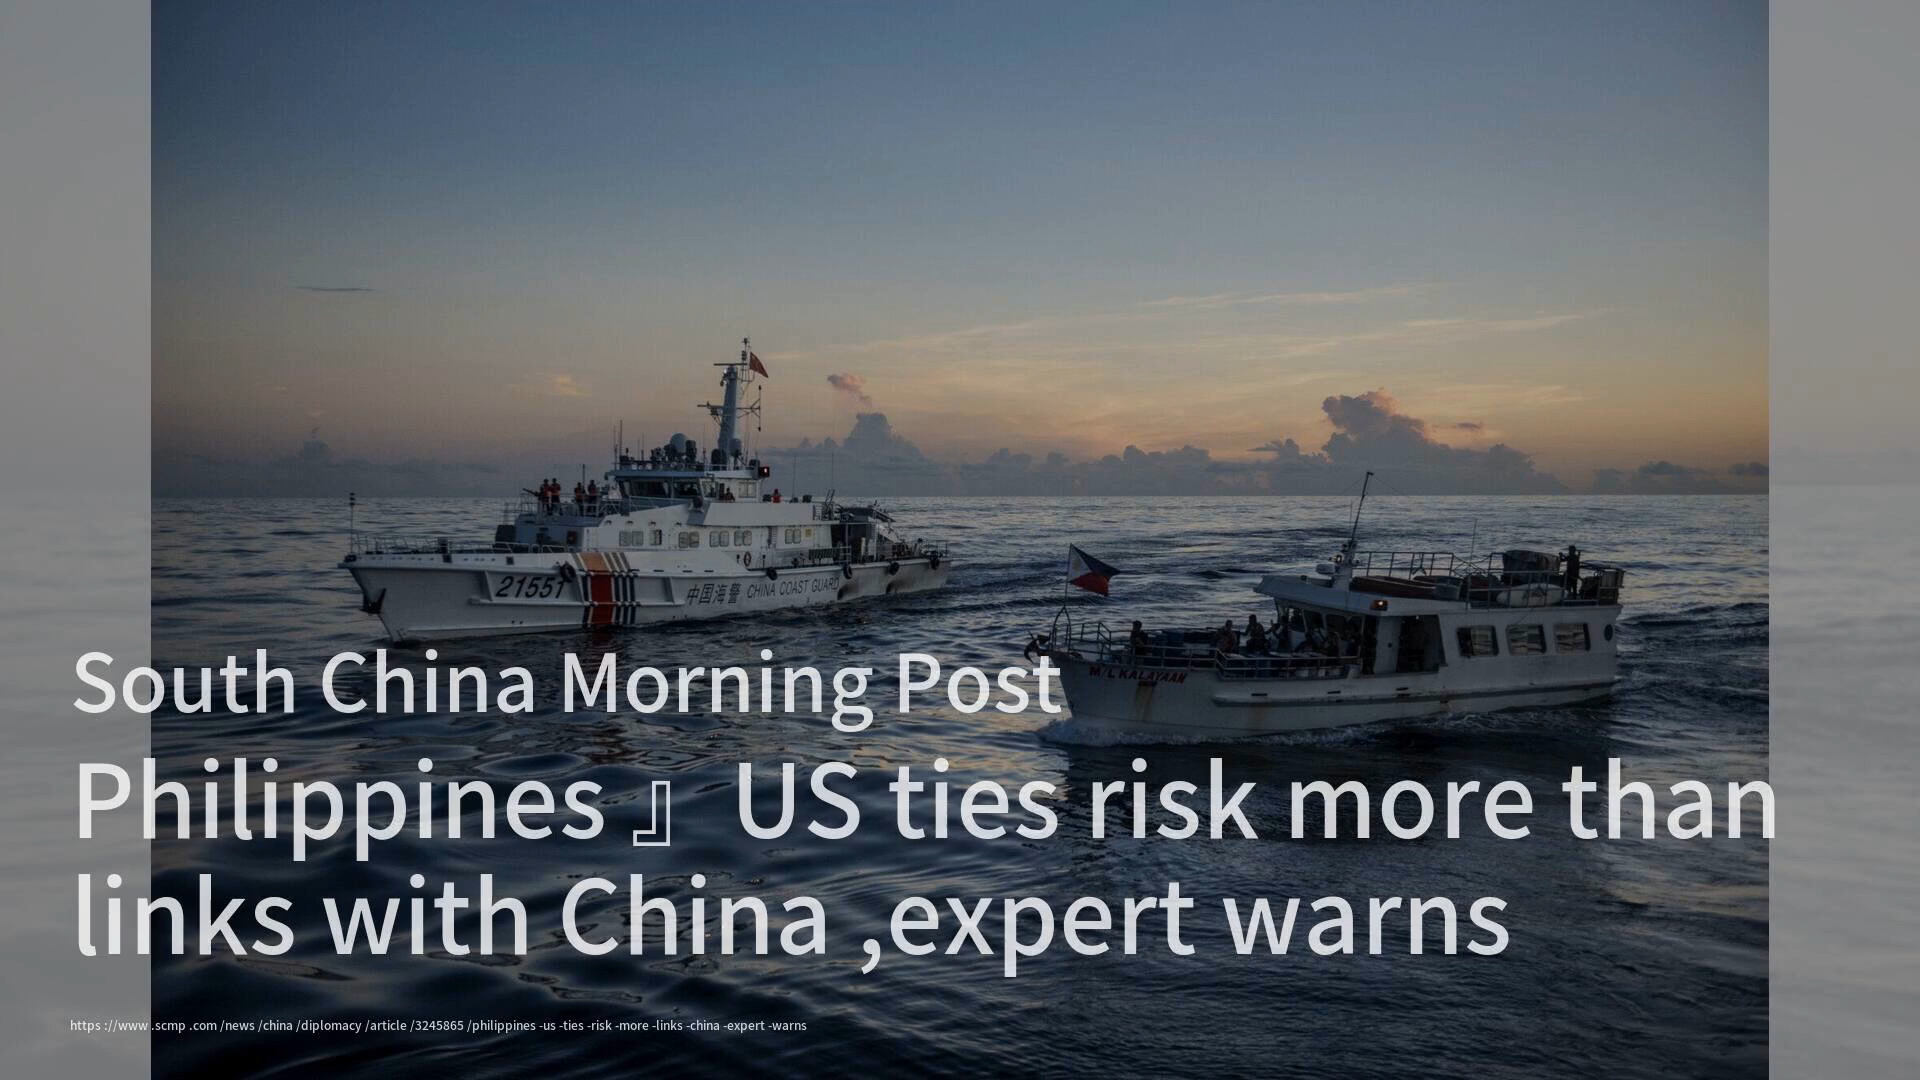 21551
中国海警 CHINA COAST GUARD
M/L KALAYAAN
South China Morning Post
Philippines 』 US ties risk more than
links with China ,expert warns
https ://www .scmp .com /news /china /diplomacy /article /3245865 /philippines -us -ties -risk -more -links -china -expert -warns